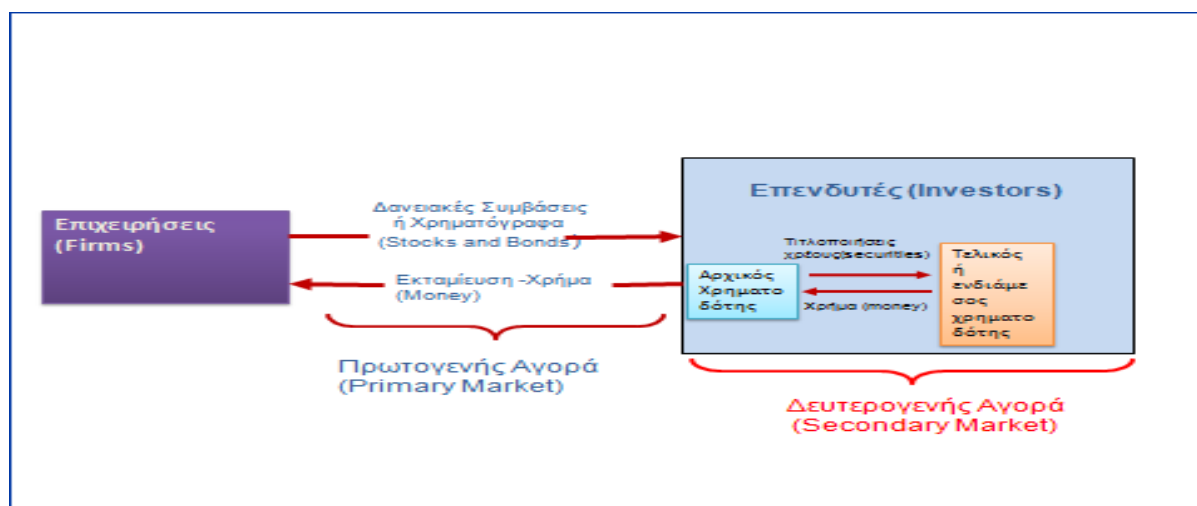 Επιχειρήσεις
(Firms)
Δανειακές Συμβάσεις
ή Χρηματόγραφα
(Stocks and Bonds)
Εκταμίευση -Χρήμα
(Money)
Πρωτογενής Αγορά
(Primary Market)
Επενδυτές (Investors)
Αρχικός
Χρηματο
δότης
Τιτλοποιήσεις
χρέους(securities)
Χρήμα (money)
Τελικός
ή
ενδιάμε
σος
χρηματο
δότης
Δευτερογενής Αγορά
(Secondary Market)